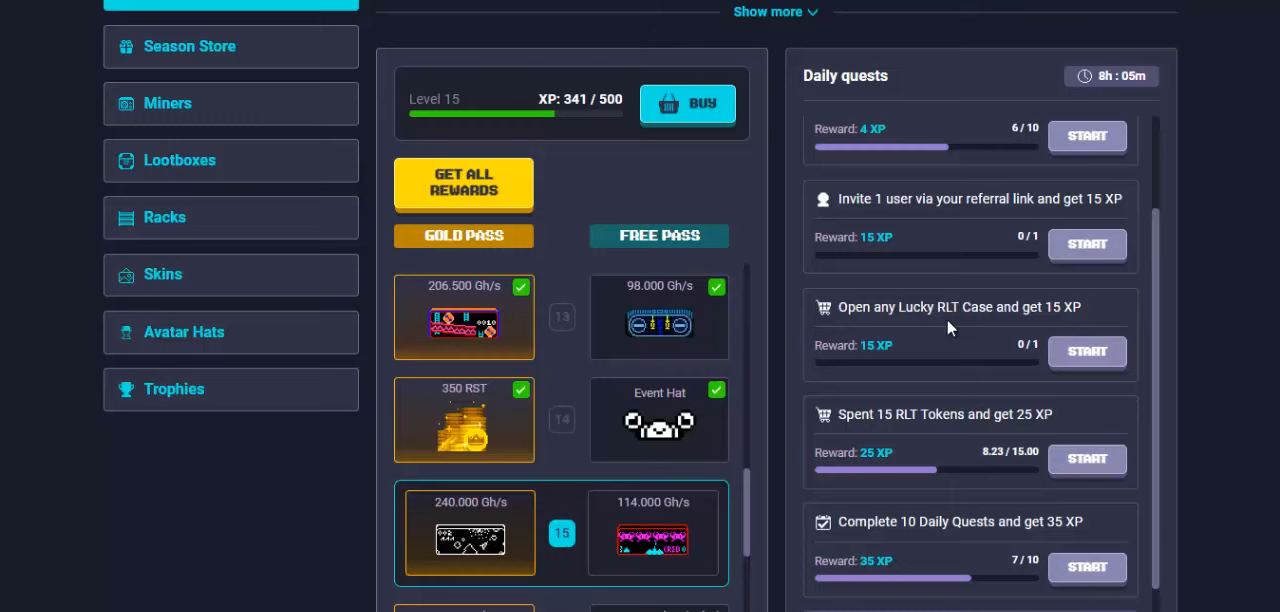 Show more
Season Store
Miners
Lootboxes
Racks
Skins
Avatar Hats
Trophies
Level 15
XP: 341 / 500
BUY
GET ALL
REWARDS
GOLD PASS
FREE PASS
206.500 Gh/s
13
98.000 Gh/s
350 RST
14
Event Hat
240.000 Gh/s
15
114.000 Gh/s
Daily quests
8h : 05m
Reward: 4 XP
6 / 10
START
Invite 1 user via your referral link and get 15 XP
Reward: 15 XP
0 / 1
START
Open any Lucky RLT Case and get 15 XP
Reward: 15 XP
0 / 1
START
Spent 15 RLT Tokens and get 25 XP
Reward: 25 XP
8.23 / 15.00
START
Complete 10 Daily Quests and get 35 XP
Reward: 35 XP
7 / 10
START